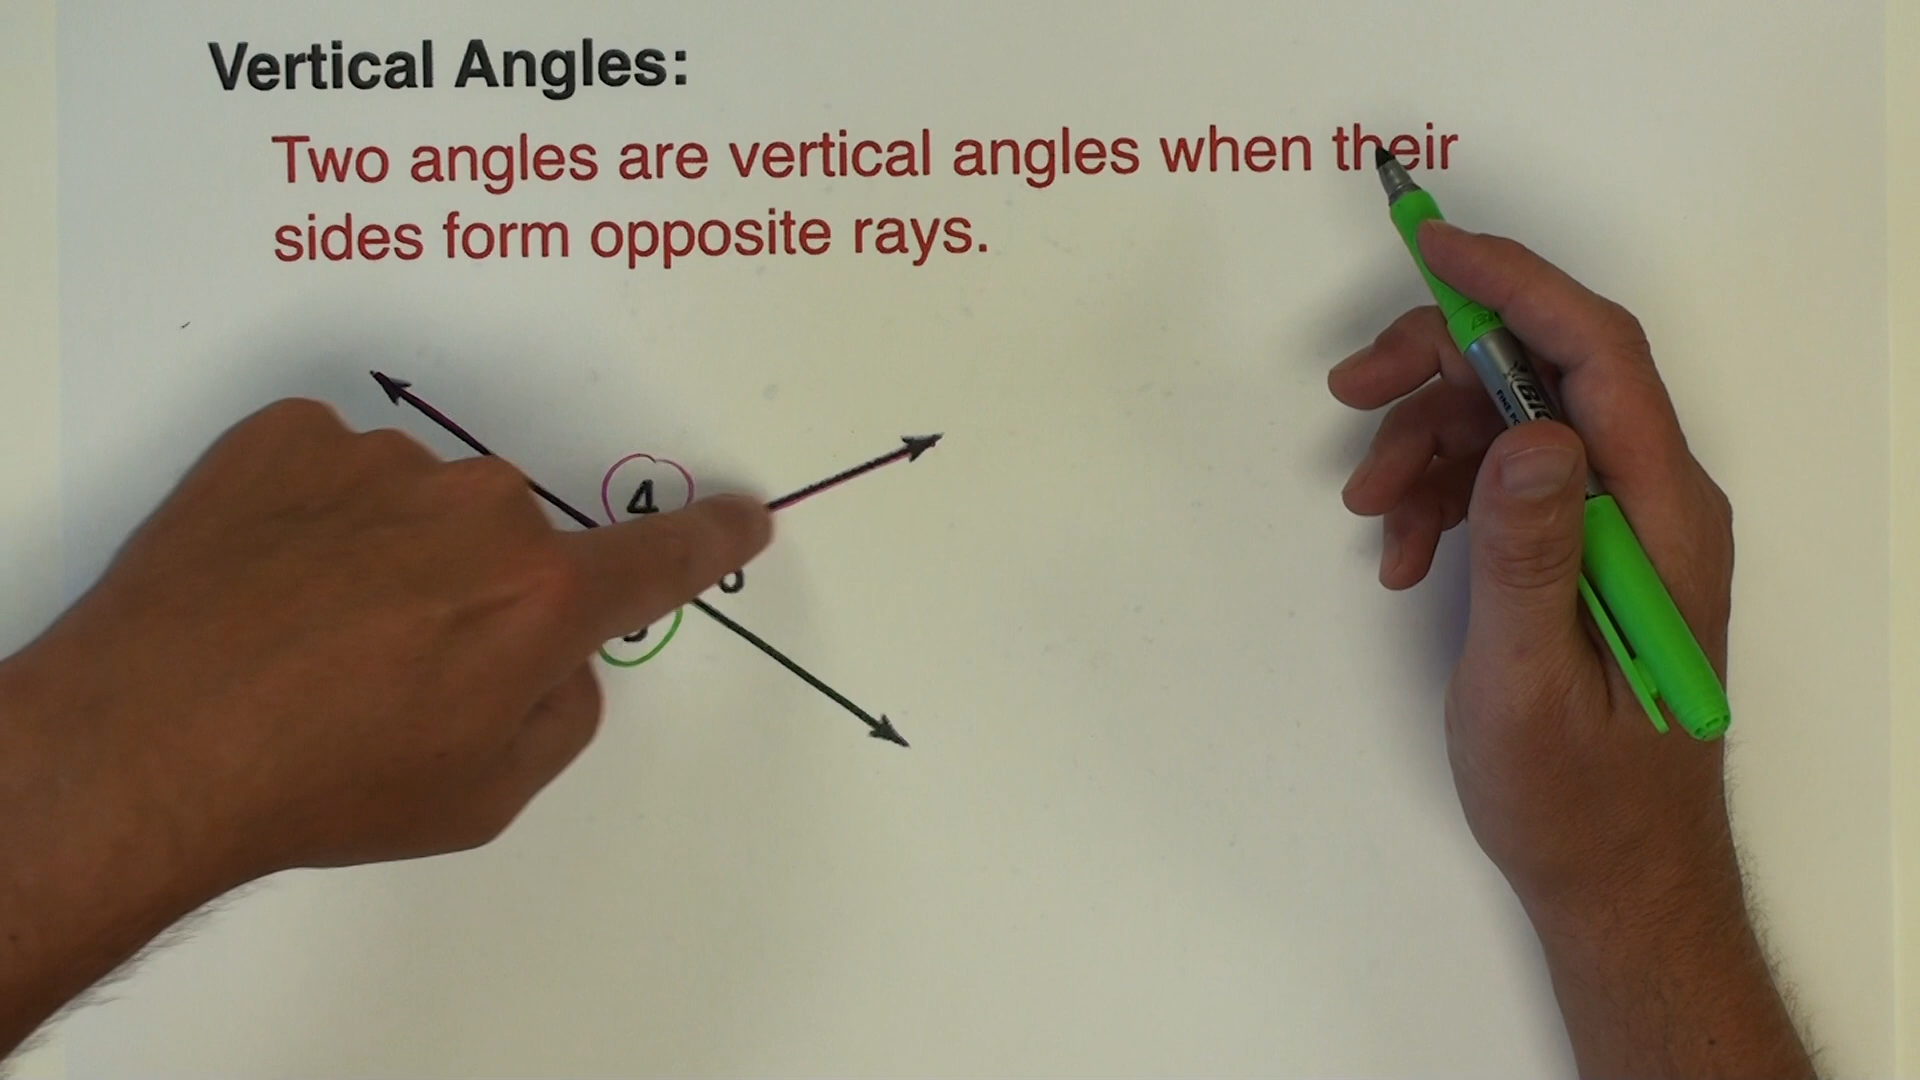 Vertical Angles:
Two angles are vertical angles when their
sides form opposite rays.
4